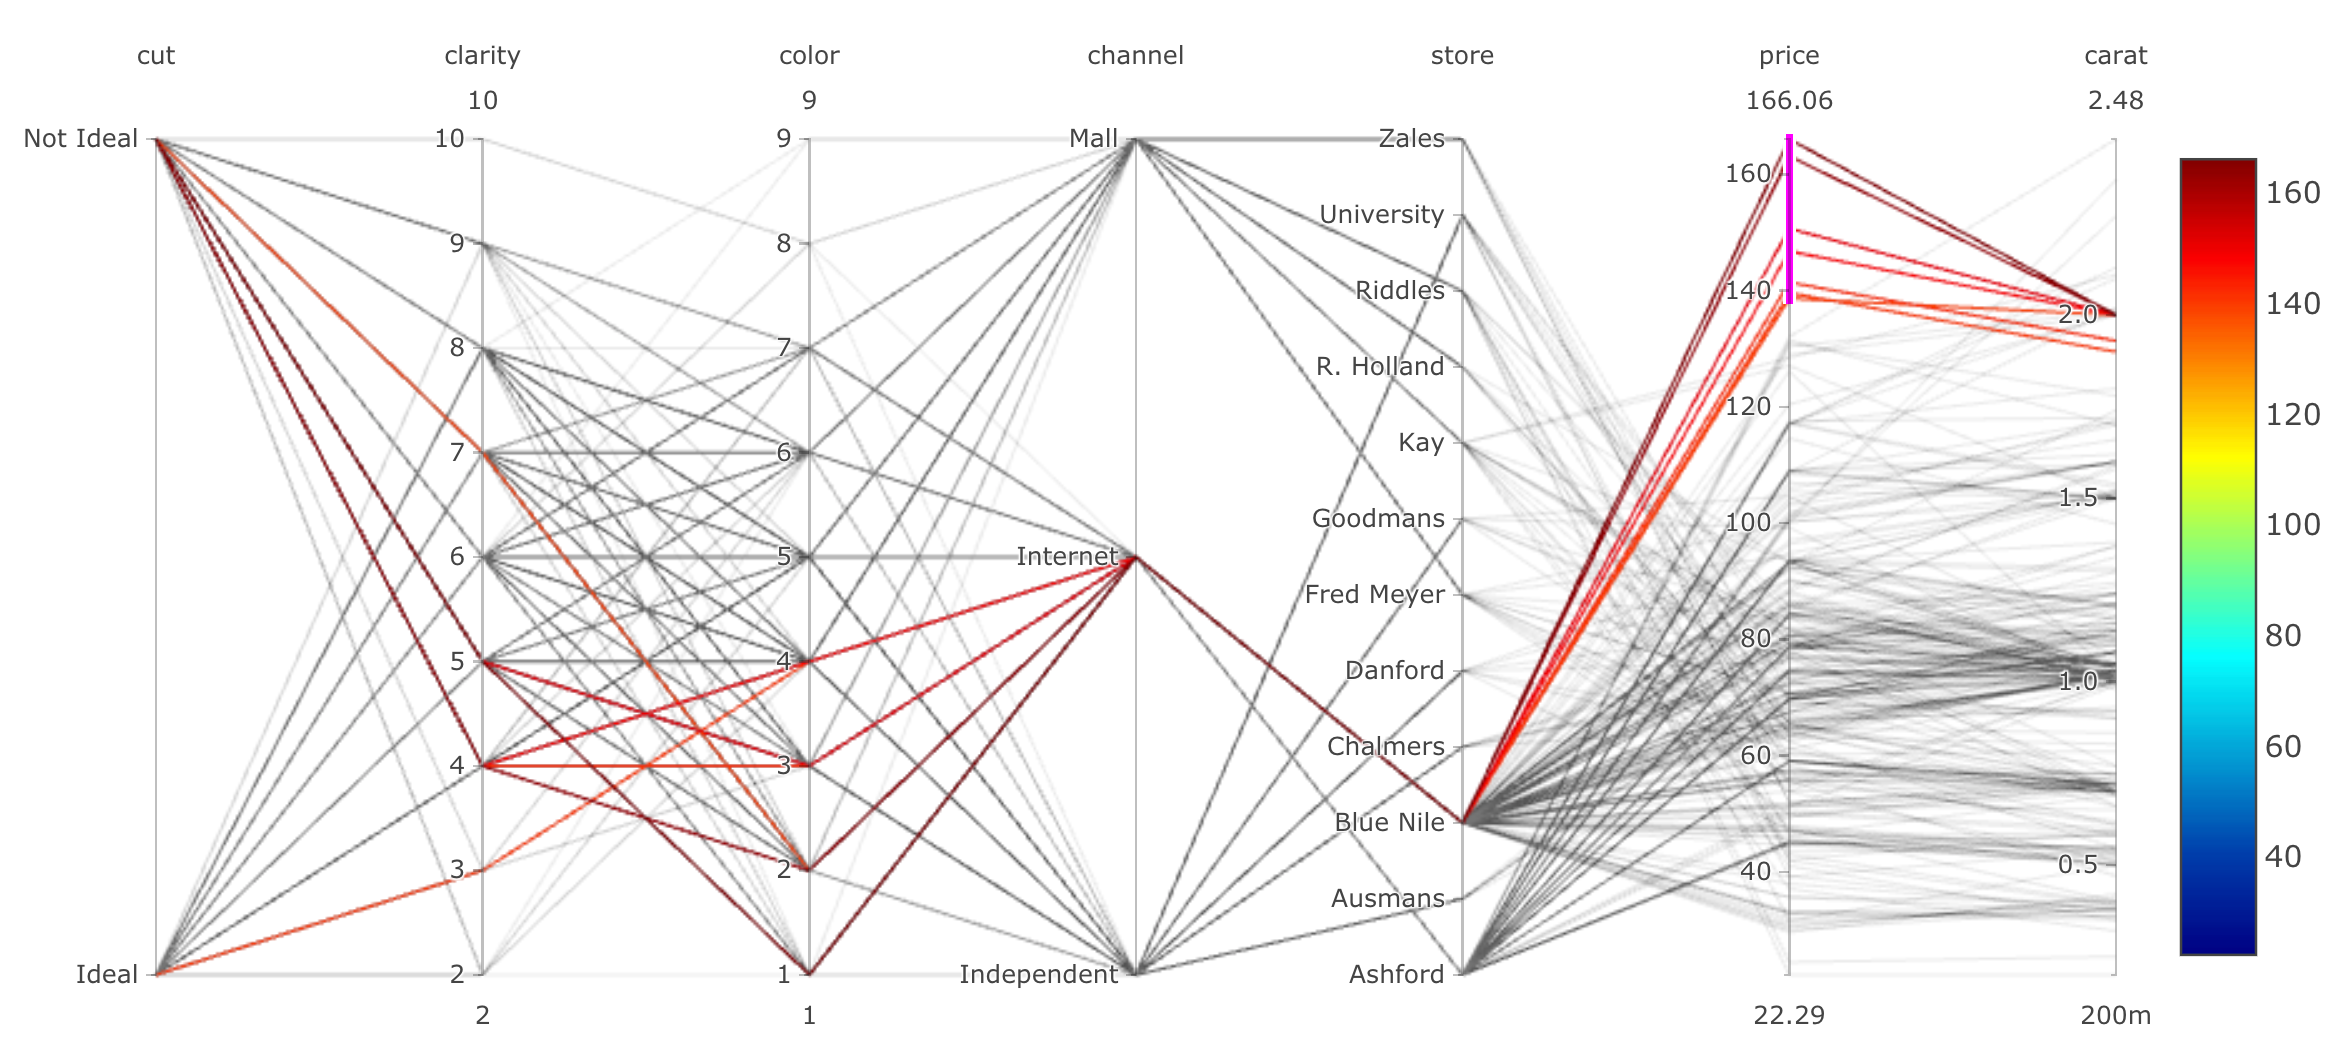 cut clarity color channel store price carat
10 9 166.06 2.48
Not Ideal 10 9 Mall Zales
160
160
9 8 University
140 Riddles
140
2.0
8 7 R. Holland
120
120
7 6 Kay
1.5
Goodmans
100
100
6 5 Internet
Fred Meyer
80
80
5 4 Danford
1.0
Chalmers
60
60
4 3
Blue Nile
40
0.5
3 2 40
Ausmans
Ideal 2 1 Independent Ashford
2 1 22.29 200m